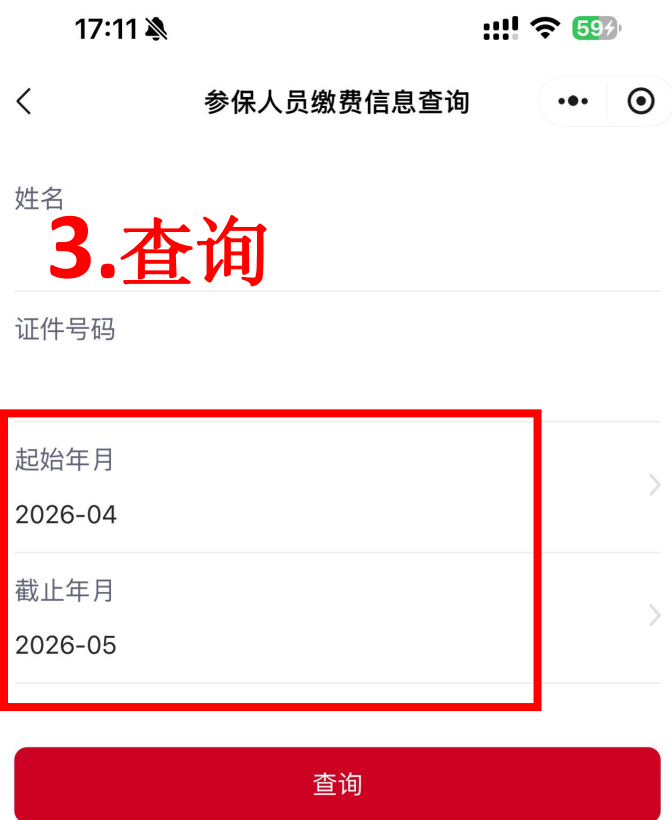 17:11
59
参保人员缴费信息查询
姓名
3.查询
证件号码
起始年月
2026-04
截止年月
2026-05
查询